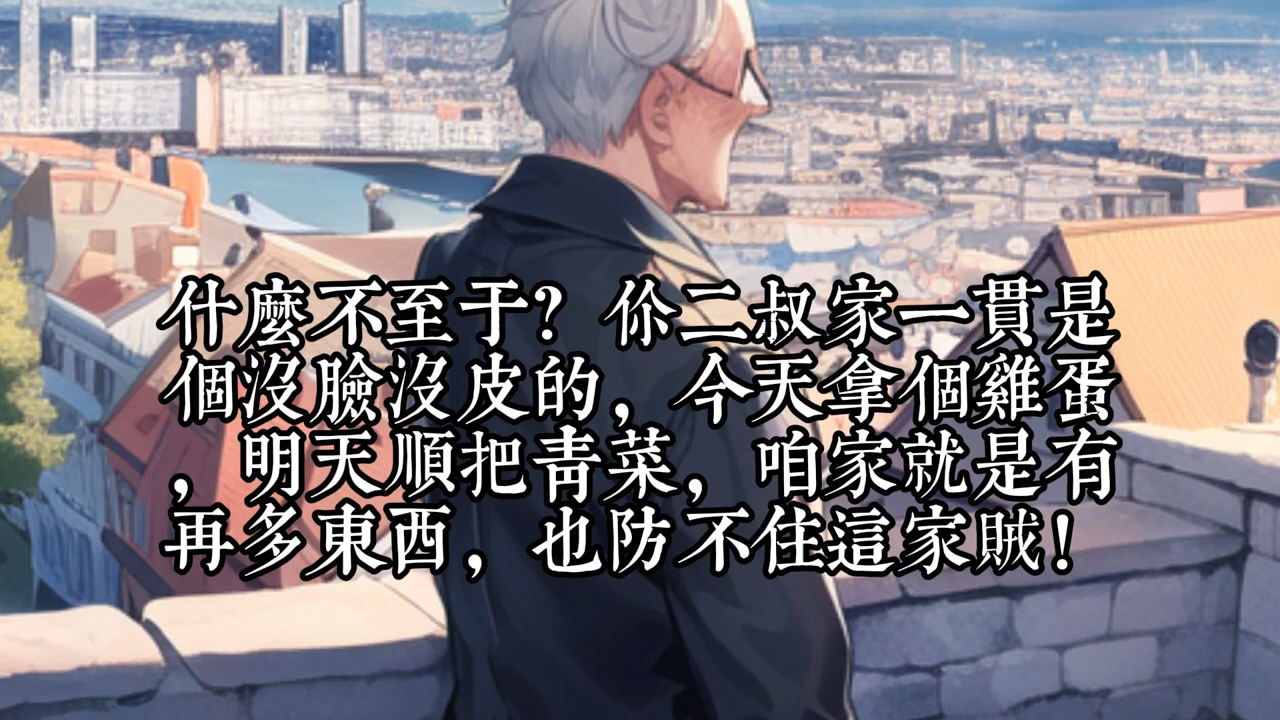 什麼不至于？你二叔家一貫是
個沒臉沒皮的，今天拿個雞蛋
，明天順把青菜，咱家就是有
再多東西，也防不住這家賊！